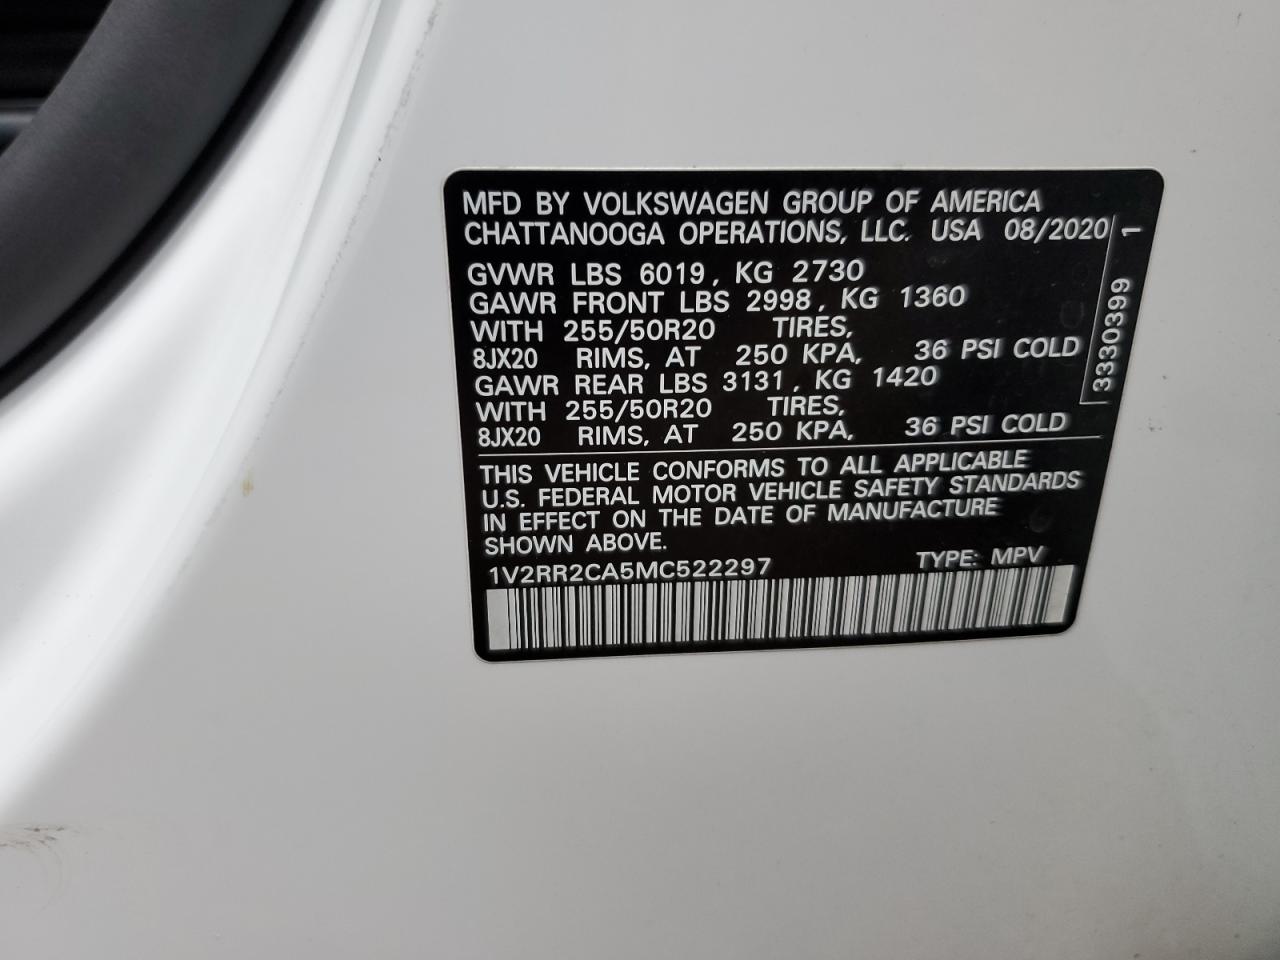 MFD BY VOLKSWAGEN GROUP OF AMERICA
CHATTANOOGA OPERATIONS, LLC. USA 08/2020
GVWR LBS 6019, KG 2730
GAWR FRONT LBS 2998, KG 1360
WITH 255/50R20 TIRES,
8JX20 RIMS, AT 250 KPA, 36 PSI COLD
GAWR REAR LBS 3131, KG 1420
WITH 255/50R20 TIRES,
8JX20 RIMS, AT 250 KPA, 36 PSI COLD
THIS VEHICLE CONFORMS TO ALL APPLICABLE
U.S. FEDERAL MOTOR VEHICLE SAFETY STANDARDS
IN EFFECT ON THE DATE OF MANUFACTURE
SHOWN ABOVE.
1V2RR2CA5MC522297 TYPE: MPV
3330399 1